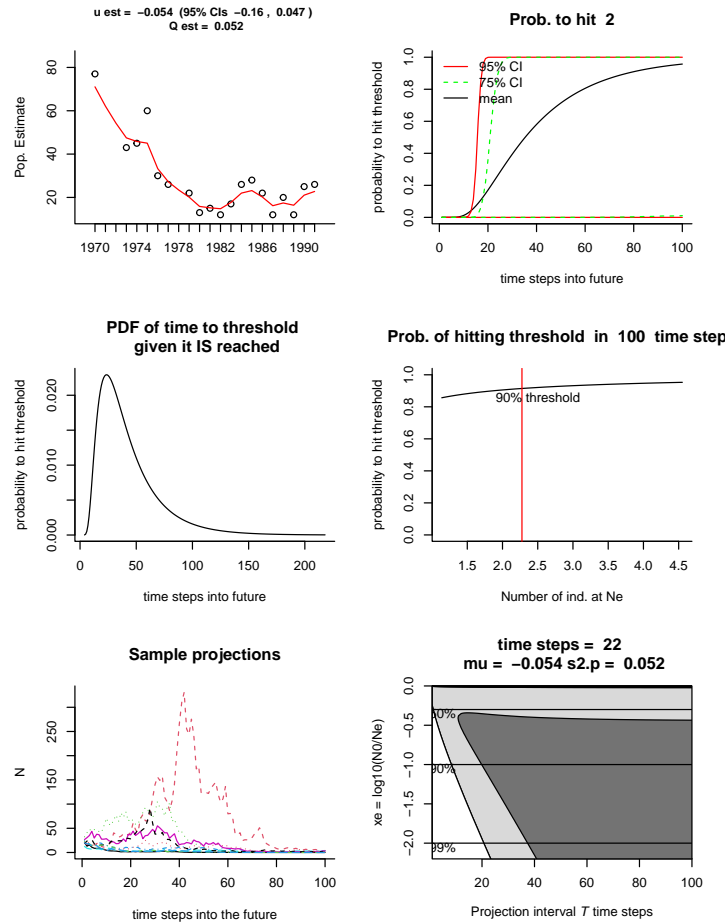 u est = −0.054 (95% CIs −0.16 , 0.047 )
Q est = 0.052
Pop. Estimate
80
60
40
20
1970 1974 1978 1982 1986 1990
Prob. to hit 2
probability to hit threshold
1.0
0.8
0.6
0.4
0.2
0.0
95% CI
75% CI
mean
0 20 40 60 80 100
time steps into future
PDF of time to threshold
given it IS reached
probability to hit threshold
0.020
0.010
0.000
0 50 100 150 200
time steps into future
Prob. of hitting threshold in 100 time step
probability to hit threshold
1.0
0.8
0.6
0.4
0.2
0.0
90% threshold
1.5 2.0 2.5 3.0 3.5 4.0 4.5
Number of ind. at Ne
Sample projections
N
250
150
50
0
0 20 40 60 80 100
time steps into the future
time steps = 22
mu = −0.054 s2.p = 0.052
xe = log10(N0/Ne)
0.0
−0.5
−1.0
−1.5
−2.0
90%
99%
20 40 60 80 100
Projection interval T time steps